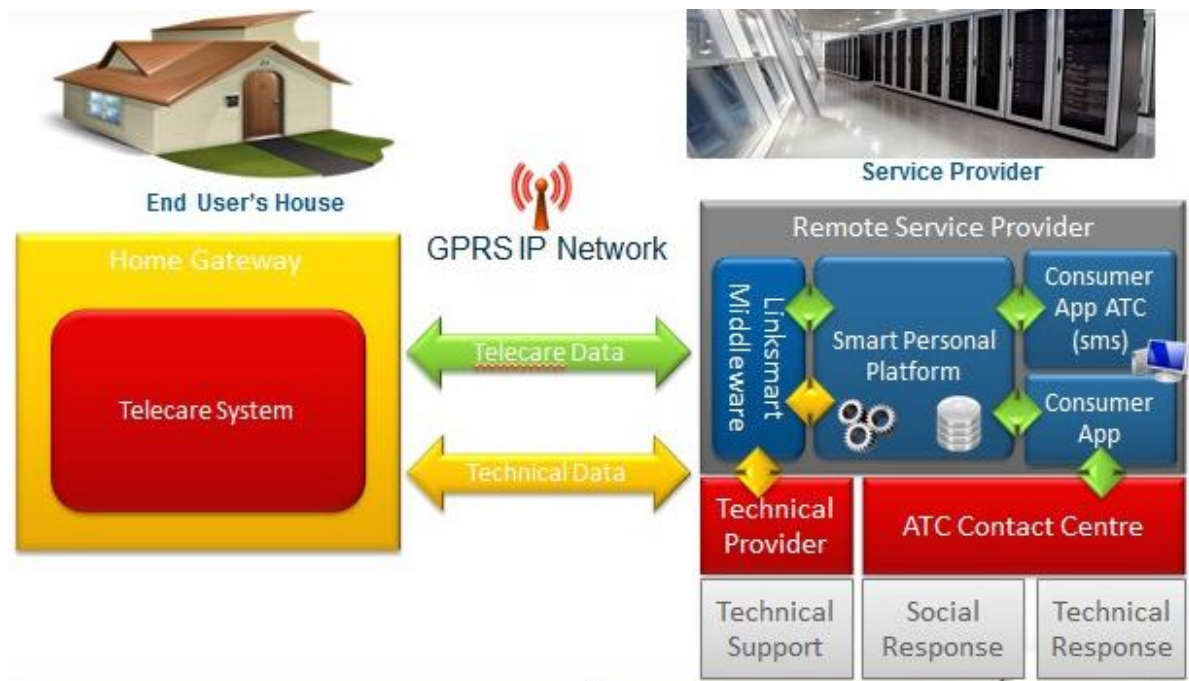 End User's House
Service Provider
GPRS IP Network
Home Gateway
Telecare System
Telecare Data
Technical Data
Remote Service Provider
Linksmart
Middleware
Smart Personal
Platform
Consumer
App ATC
(sms)
Consumer
App
Technical
Provider
ATC Contact Centre
Technical
Support
Social
Response
Technical
Response